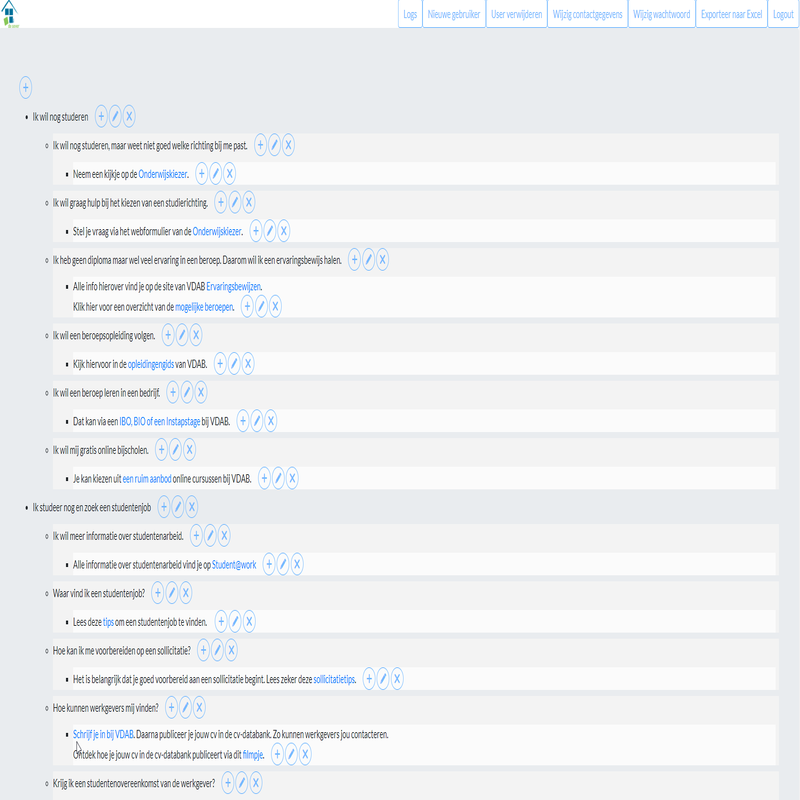 Logs Nieuwe gebruiker User verwijderen Wijzig contactgegevens Wijzig wachtwoord Exporteer naar Excel Logout
Ik wil nog studeren
Ik wil nog studeren, maar weet niet goed welke richting bij me past.
Neem een kijkje op de Onderwijskiezer.
Ik wil graag hulp bij het kiezen van een studierichting.
Stel je vraag via het webformulier van de Onderwijskiezer.
Ik heb geen diploma maar wel veel ervaring in een beroep. Daarom wil ik een ervaringsbewijs halen.
Alle info hierover vind je op de site van VDAB Ervaringsbewijzen.
Klik hier voor een overzicht van de mogelijke beroepen.
Ik wil een beroepsopleiding volgen.
Kijk hiervoor in de opleidingengids van VDAB.
Ik wil een beroep leren in een bedrijf.
Dat kan via een IBO, BIO of een Instapstage bij VDAB.
Ik wil mij gratis online bijscholen.
Je kan kiezen uit een ruim aanbod online cursussen bij VDAB.
Ik studeer nog en zoek een studentenjob
Ik wil meer informatie over studentenarbeid.
Alle informatie over studentenarbeid vind je op Student@work
Waar vind ik een studentenjob?
Lees deze tips om een studentenjob te vinden.
Hoe kan ik me voorbereiden op een sollicitatie?
Het is belangrijk dat je goed voorbereid aan een sollicitatie begint. Lees zeker deze sollicitatietips.
Hoe kunnen werkgevers mij vinden?
Schrijf je in bij VDAB. Daarna publiceer je jouw cv in de cv-databank. Zo kunnen werkgevers jou contacteren.
Ontdek hoe je jouw cv in de cv-databank publiceert via dit filmpje.
Krijg ik een studentenovereenkomst van de werkgever?